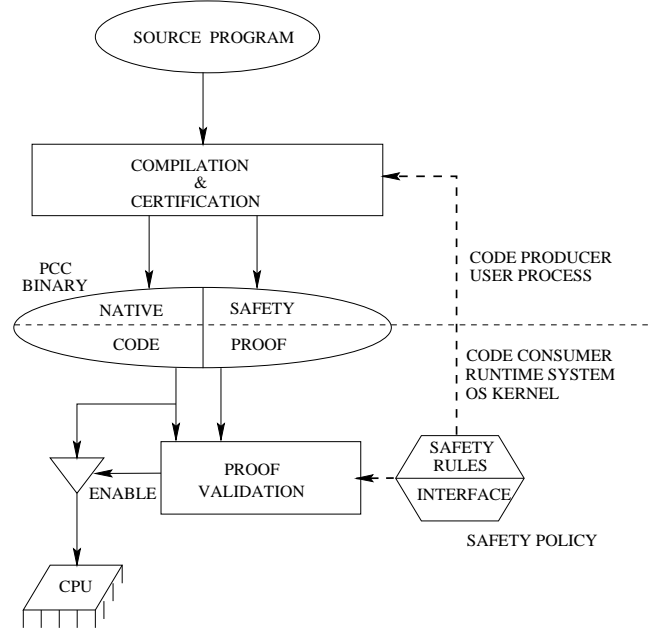 SOURCE PROGRAM
COMPILATION
&
CERTIFICATION
CODE PRODUCER
USER PROCESS
PCC
BINARY
NATIVE
SAFETY
CODE
PROOF
CODE CONSUMER
RUNTIME SYSTEM
OS KERNEL
SAFETY
RULES
INTERFACE
PROOF
VALIDATION
ENABLE
SAFETY POLICY
CPU